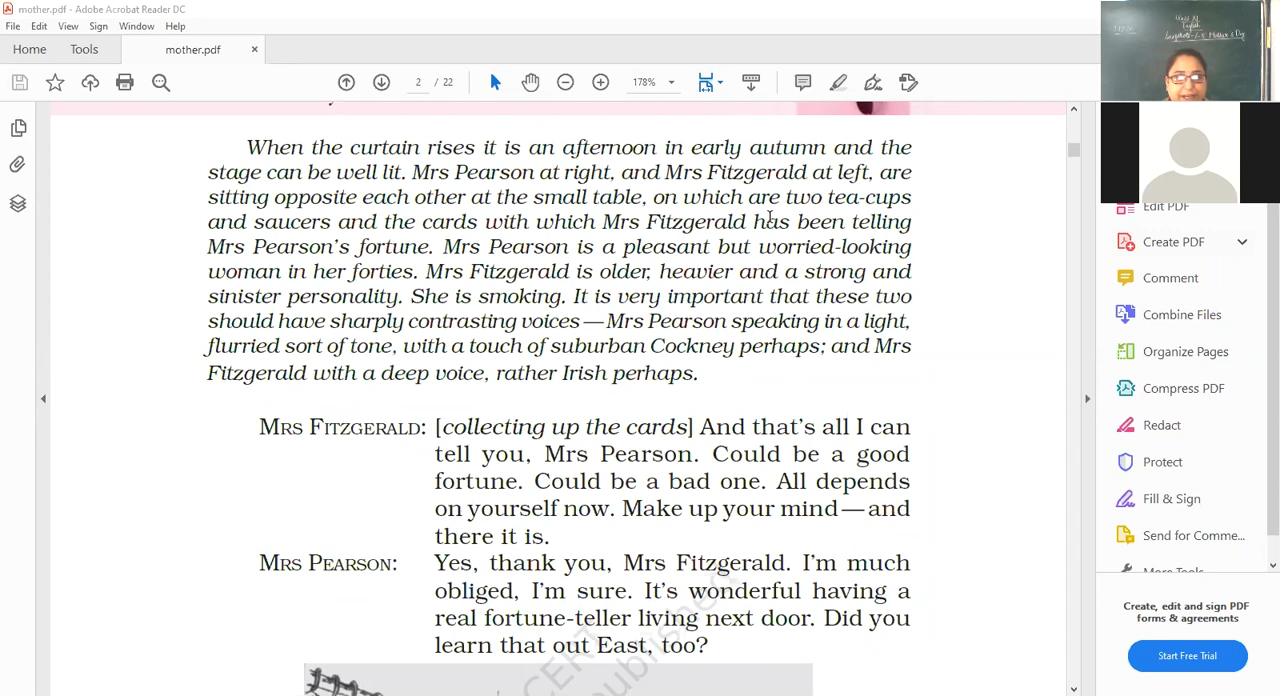 mother.pdf - Adobe Acrobat Reader DC
File Edit View Sign Window Help
Home Tools mother.pdf ×
2 / 22 178%
When the curtain rises it is an afternoon in early autumn and the
stage can be well lit. Mrs Pearson at right, and Mrs Fitzgerald at left, are
sitting opposite each other at the small table, on which are two tea-cups
and saucers and the cards with which Mrs Fitzgerald has been telling
Mrs Pearson's fortune. Mrs Pearson is a pleasant but worried-looking
woman in her forties. Mrs Fitzgerald is older, heavier and a strong and
sinister personality. She is smoking. It is very important that these two
should have sharply contrasting voices—Mrs Pearson speaking in a light,
flurried sort of tone, with a touch of suburban Cockney perhaps; and Mrs
Fitzgerald with a deep voice, rather Irish perhaps.
MRS FITZGERALD: [collecting up the cards] And that's all I can
tell you, Mrs Pearson. Could be a good
fortune. Could be a bad one. All depends
on yourself now. Make up your mind—and
there it is.
MRS PEARSON: Yes, thank you, Mrs Fitzgerald. I'm much
obliged, I'm sure. It's wonderful having a
real fortune-teller living next door. Did you
learn that out East, too?
Edit PDF
Create PDF
Comment
Combine Files
Organize Pages
Compress PDF
Redact
Protect
Fill & Sign
Send for Comme...
More Tools
Create, edit and sign PDF
forms & agreements
Start Free Trial
English
Mother's Day